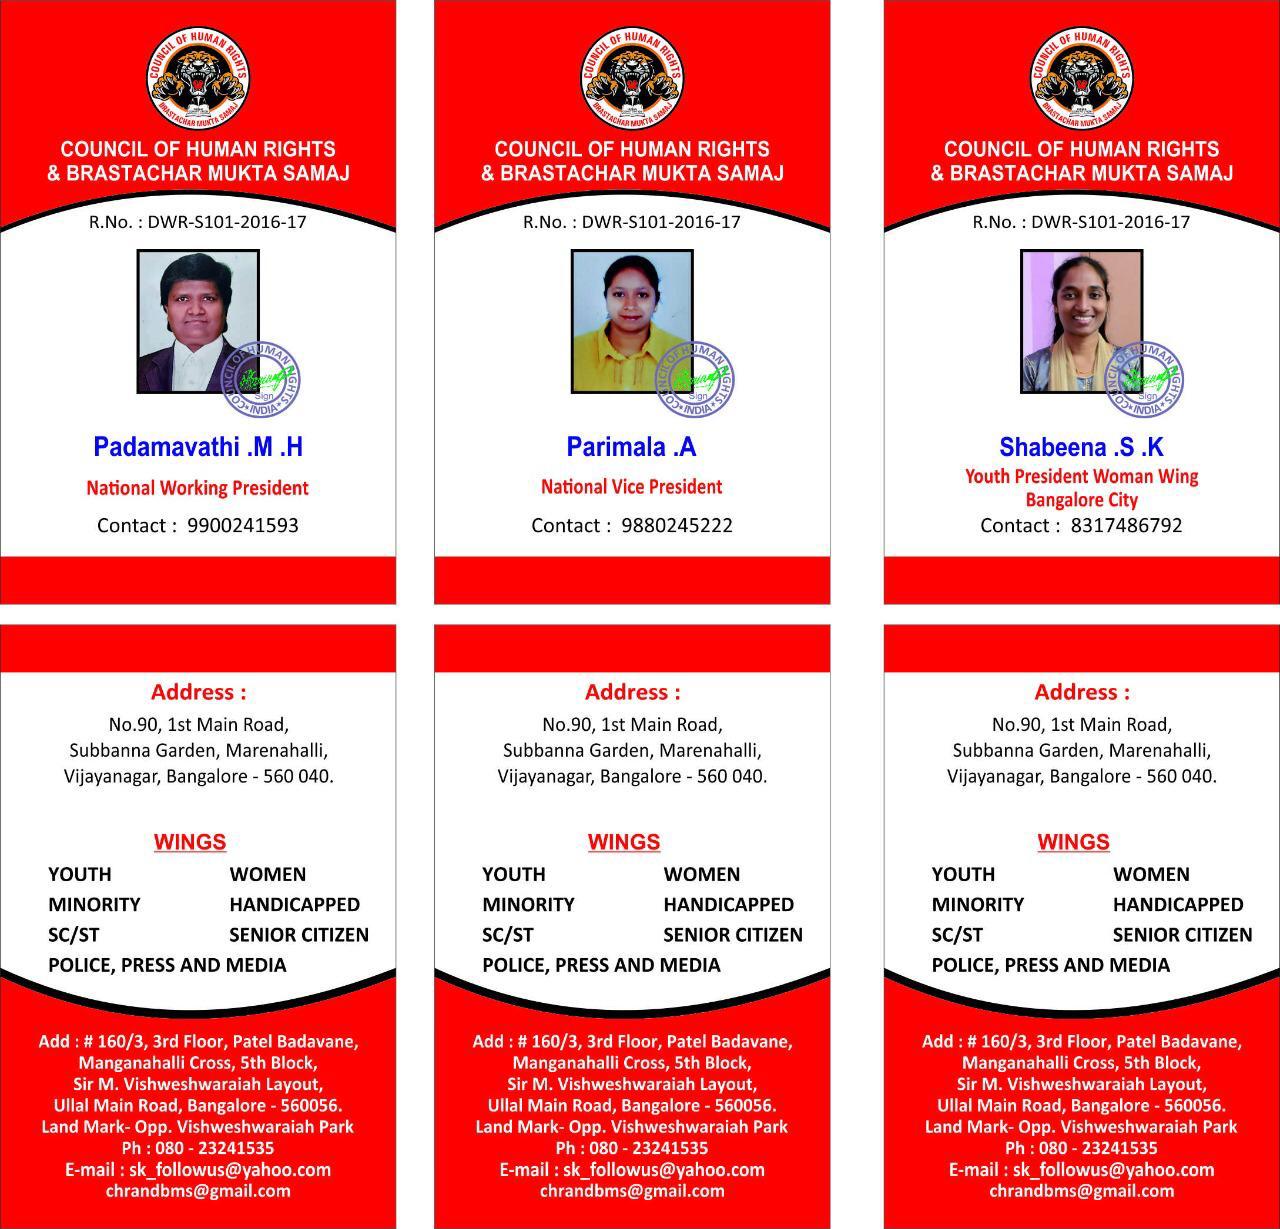 COUNCIL OF HUMAN RIGHTS
BRASTACHAR MUKTA SAMAJ
COUNCIL OF HUMAN RIGHTS
& BRASTACHAR MUKTA SAMAJ
R.No. : DWR-S101-2016-17
COUNCIL OF HUMAN RIGHTS
INDIA
Sign
Padamavathi .M .H
National Working President
Contact : 9900241593
COUNCIL OF HUMAN RIGHTS
BRASTACHAR MUKTA SAMAJ
COUNCIL OF HUMAN RIGHTS
& BRASTACHAR MUKTA SAMAJ
R.No. : DWR-S101-2016-17
COUNCIL OF HUMAN RIGHTS
INDIA
Sign
Parimala .A
National Vice President
Contact : 9880245222
COUNCIL OF HUMAN RIGHTS
BRASTACHAR MUKTA SAMAJ
COUNCIL OF HUMAN RIGHTS
& BRASTACHAR MUKTA SAMAJ
R.No. : DWR-S101-2016-17
COUNCIL OF HUMAN RIGHTS
INDIA
Sign
Shabeena .S .K
Youth President Woman Wing
Bangalore City
Contact : 8317486792
Address :
No.90, 1st Main Road,
Subbanna Garden, Marenahalli,
Vijayanagar, Bangalore - 560 040.
WINGS
YOUTH WOMEN
MINORITY HANDICAPPED
SC/ST SENIOR CITIZEN
POLICE, PRESS AND MEDIA
Add : # 160/3, 3rd Floor, Patel Badavane,
Manganahalli Cross, 5th Block,
Sir M. Vishweshwaraiah Layout,
Ullal Main Road, Bangalore - 560056.
Land Mark- Opp. Vishweshwaraiah Park
Ph : 080 - 23241535
E-mail : sk_followus@yahoo.com
chrandbms@gmail.com
Address :
No.90, 1st Main Road,
Subbanna Garden, Marenahalli,
Vijayanagar, Bangalore - 560 040.
WINGS
YOUTH WOMEN
MINORITY HANDICAPPED
SC/ST SENIOR CITIZEN
POLICE, PRESS AND MEDIA
Add : # 160/3, 3rd Floor, Patel Badavane,
Manganahalli Cross, 5th Block,
Sir M. Vishweshwaraiah Layout,
Ullal Main Road, Bangalore - 560056.
Land Mark- Opp. Vishweshwaraiah Park
Ph : 080 - 23241535
E-mail : sk_followus@yahoo.com
chrandbms@gmail.com
Address :
No.90, 1st Main Road,
Subbanna Garden, Marenahalli,
Vijayanagar, Bangalore - 560 040.
WINGS
YOUTH WOMEN
MINORITY HANDICAPPED
SC/ST SENIOR CITIZEN
POLICE, PRESS AND MEDIA
Add : # 160/3, 3rd Floor, Patel Badavane,
Manganahalli Cross, 5th Block,
Sir M. Vishweshwaraiah Layout,
Ullal Main Road, Bangalore - 560056.
Land Mark- Opp. Vishweshwaraiah Park
Ph : 080 - 23241535
E-mail : sk_followus@yahoo.com
chrandbms@gmail.com